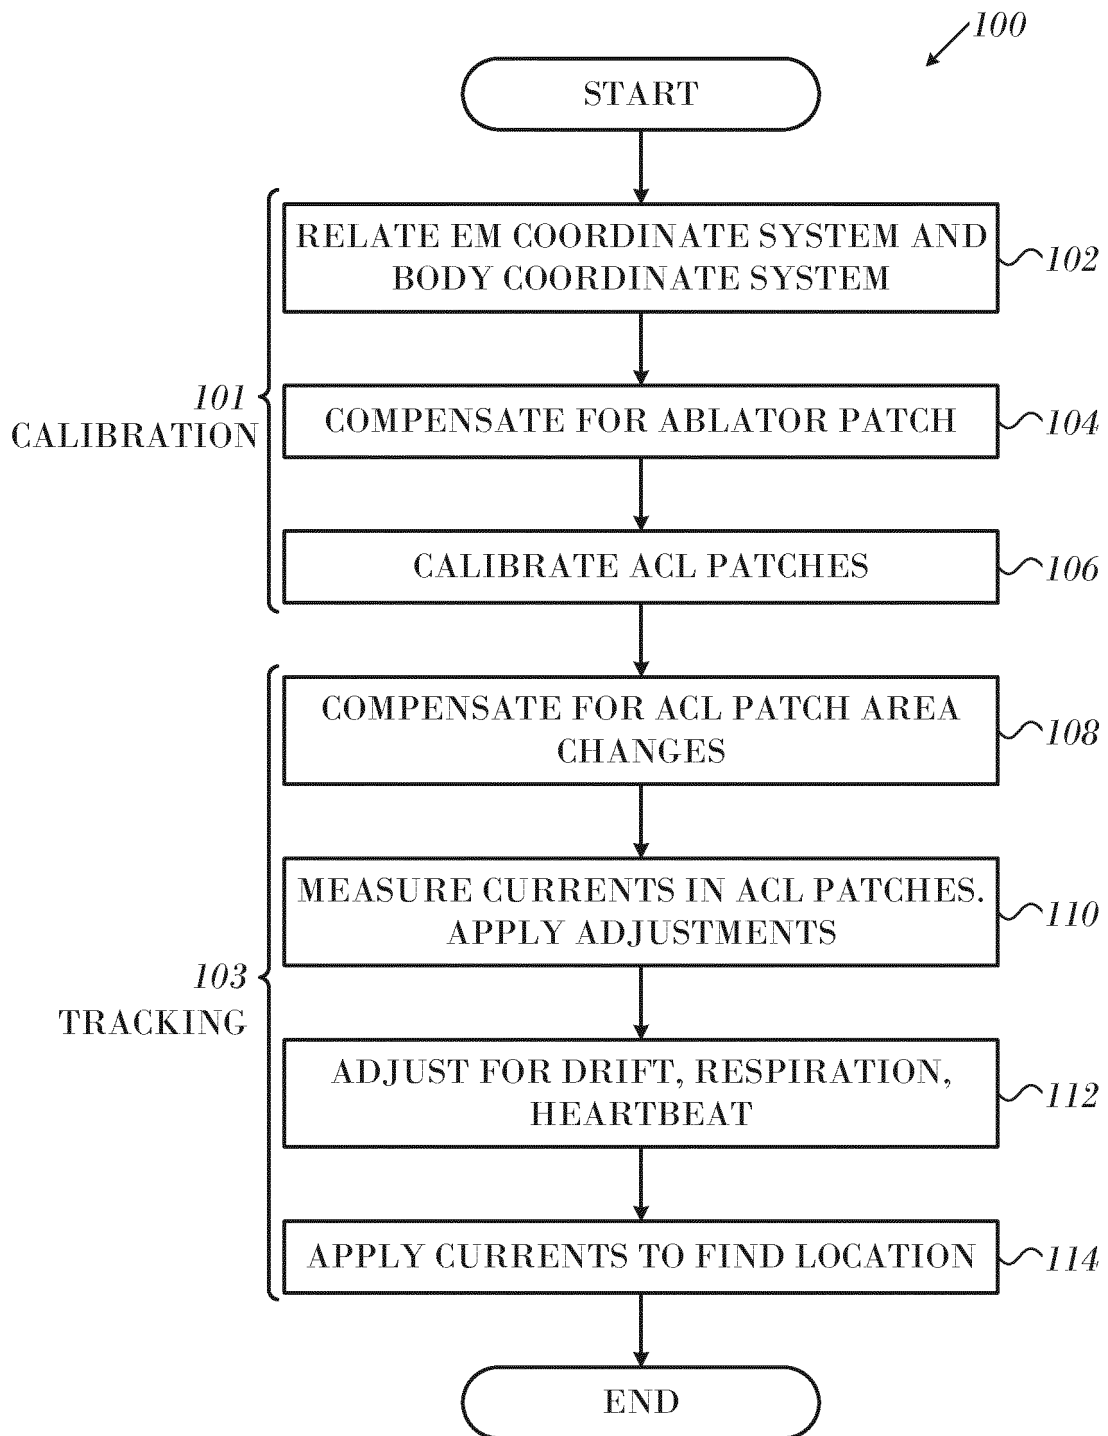 100
START
RELATE EM COORDINATE SYSTEM AND
BODY COORDINATE SYSTEM
102
101
CALIBRATION
COMPENSATE FOR ABLATOR PATCH
104
CALIBRATE ACL PATCHES
106
COMPENSATE FOR ACL PATCH AREA
CHANGES
108
MEASURE CURRENTS IN ACL PATCHES.
APPLY ADJUSTMENTS
110
103
TRACKING
ADJUST FOR DRIFT, RESPIRATION,
HEARTBEAT
112
APPLY CURRENTS TO FIND LOCATION
114
END